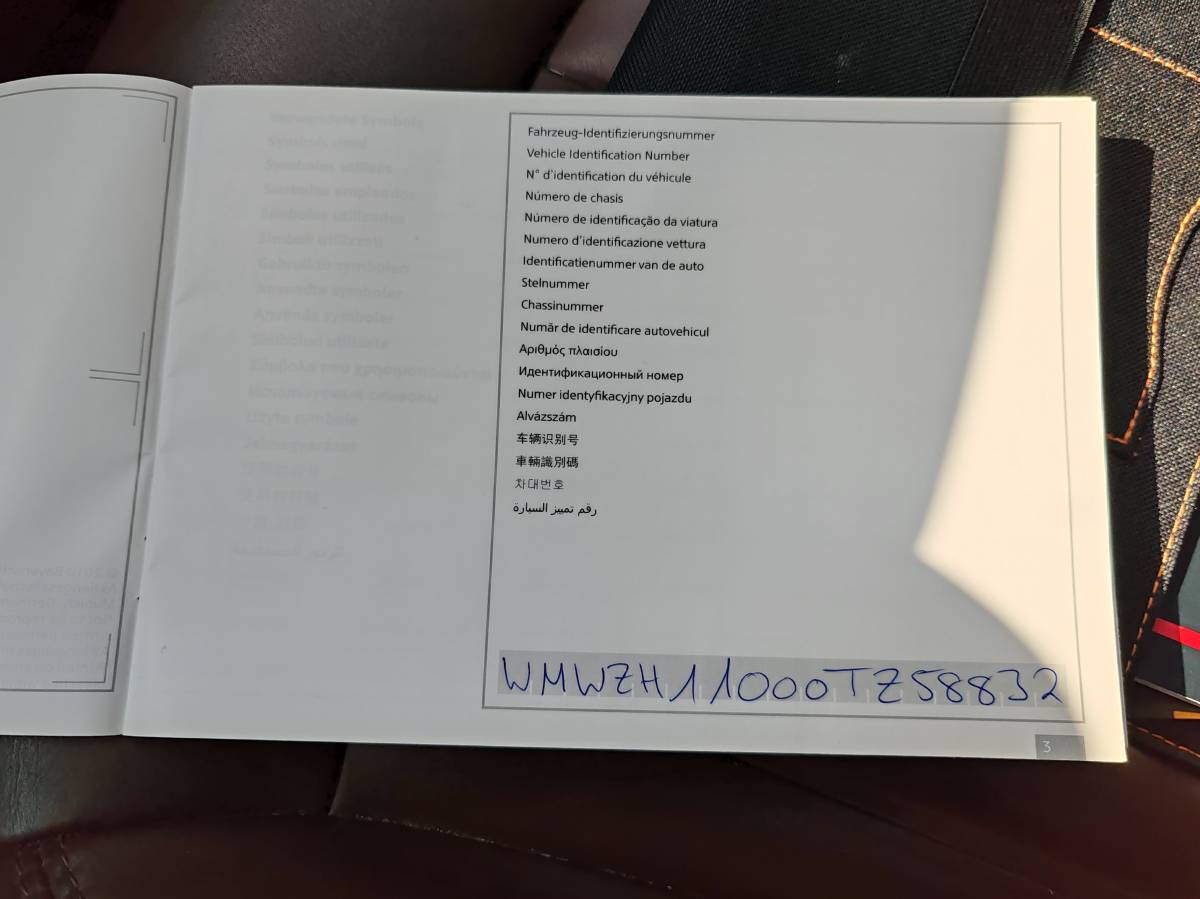 Fahrzeug-Identifizierungsnummer
Vehicle Identification Number
N° d'identification du véhicule
Número de chasis
Número de identificação da viatura
Numero d'identificazione vettura
Identificatienummer van de auto
Stelnummer
Chassinummer
Număr de identificare autovehicul
Αριθμός πλαισίου
Идентификационный номер
Numer identyfikacyjny pojazdu
Alvázszám
车辆识别号
車輛識別碼
차대번호
رقم تمييز السيارة
WMWZH11000TZ58832
3